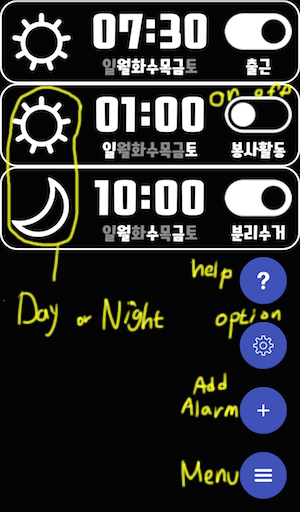 07:30
일월화수목금토
출근
on off
01:00
일월화수목금토
봉사활동
10:00
일월화수목금토
분리수거
help
?
Day or Night
option
Add
Alarm
+
Menu